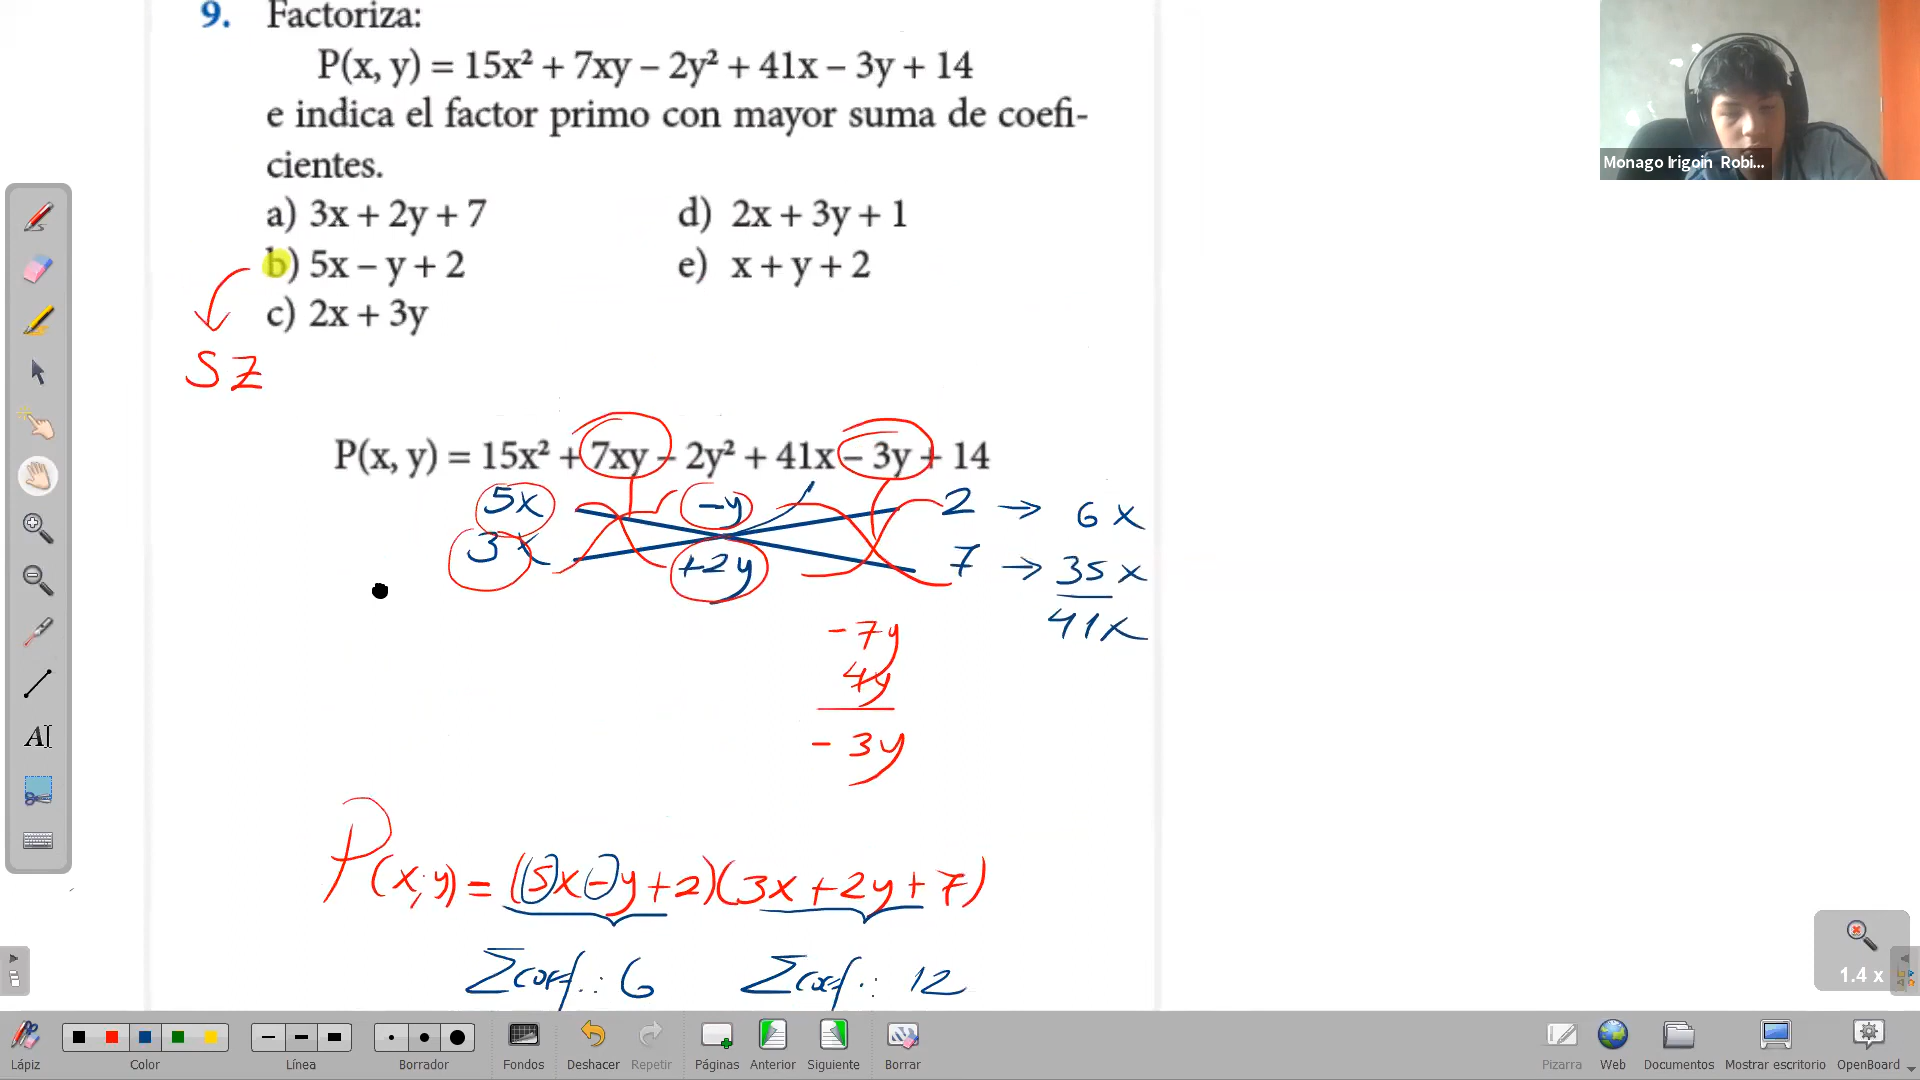 9. Factoriza:
P(x, y) = 15x² + 7xy – 2y² + 41x – 3y + 14
e indica el factor primo con mayor suma de coefi-
cientes.
a) 3x + 2y + 7
d) 2x + 3y + 1
b) 5x – y + 2
e) x + y + 2
c) 2x + 3y
SZ
P(x, y) = 15x² + 7xy – 2y² + 41x – 3y + 14
5x -y 2 → 6x
3x +2y 7 → 35x
41x
-7y
4y
-3y
P(x;y) = (5x-y+2)(3x+2y+7)
Σcoef.: 6 Σcoef.: 12
Monago Irigoin Robi...
1.4 x
Lápiz
Color
Línea
Borrador
Fondos
Deshacer
Repetir
Páginas
Anterior
Siguiente
Borrar
Pizarra
Web
Documentos
Mostrar escritorio
OpenBoard